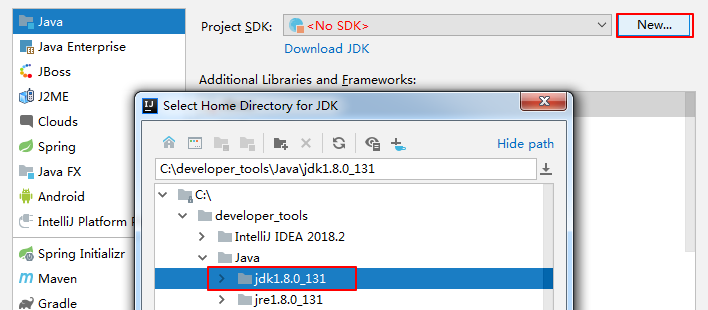 Java
Java Enterprise
JBoss
J2ME
Clouds
Spring
Java FX
Android
IntelliJ Platform
Spring Initializr
Maven
Gradle
Project SDK: <No SDK> New...
Download JDK
Additional Libraries and Frameworks:
Select Home Directory for JDK
Hide path
C:\developer_tools\Java\jdk1.8.0_131
C:\
developer_tools
IntelliJ IDEA 2018.2
Java
jdk1.8.0_131
jre1.8.0_131